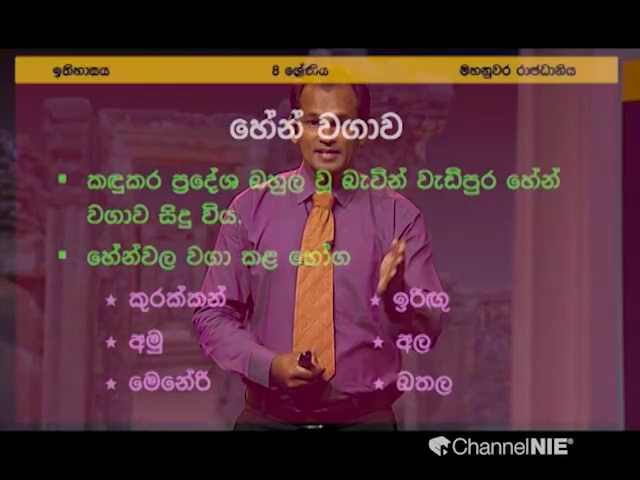 ඉතිහාසය 8 ශ්‍රේණිය මහනුවර රාජධානිය
හේන් වගාව
▪ කඳුකර ප්‍රදේශ බහුල වූ බැවින් වැඩිපුර හේන්
වගාව සිදු විය.
▪ හේන්වල වගා කළ භෝග
★ කුරක්කන් ★ ඉරිඟු
★ අමු ★ අල
★ මෙනේරි ★ බතල
ChannelNIE®